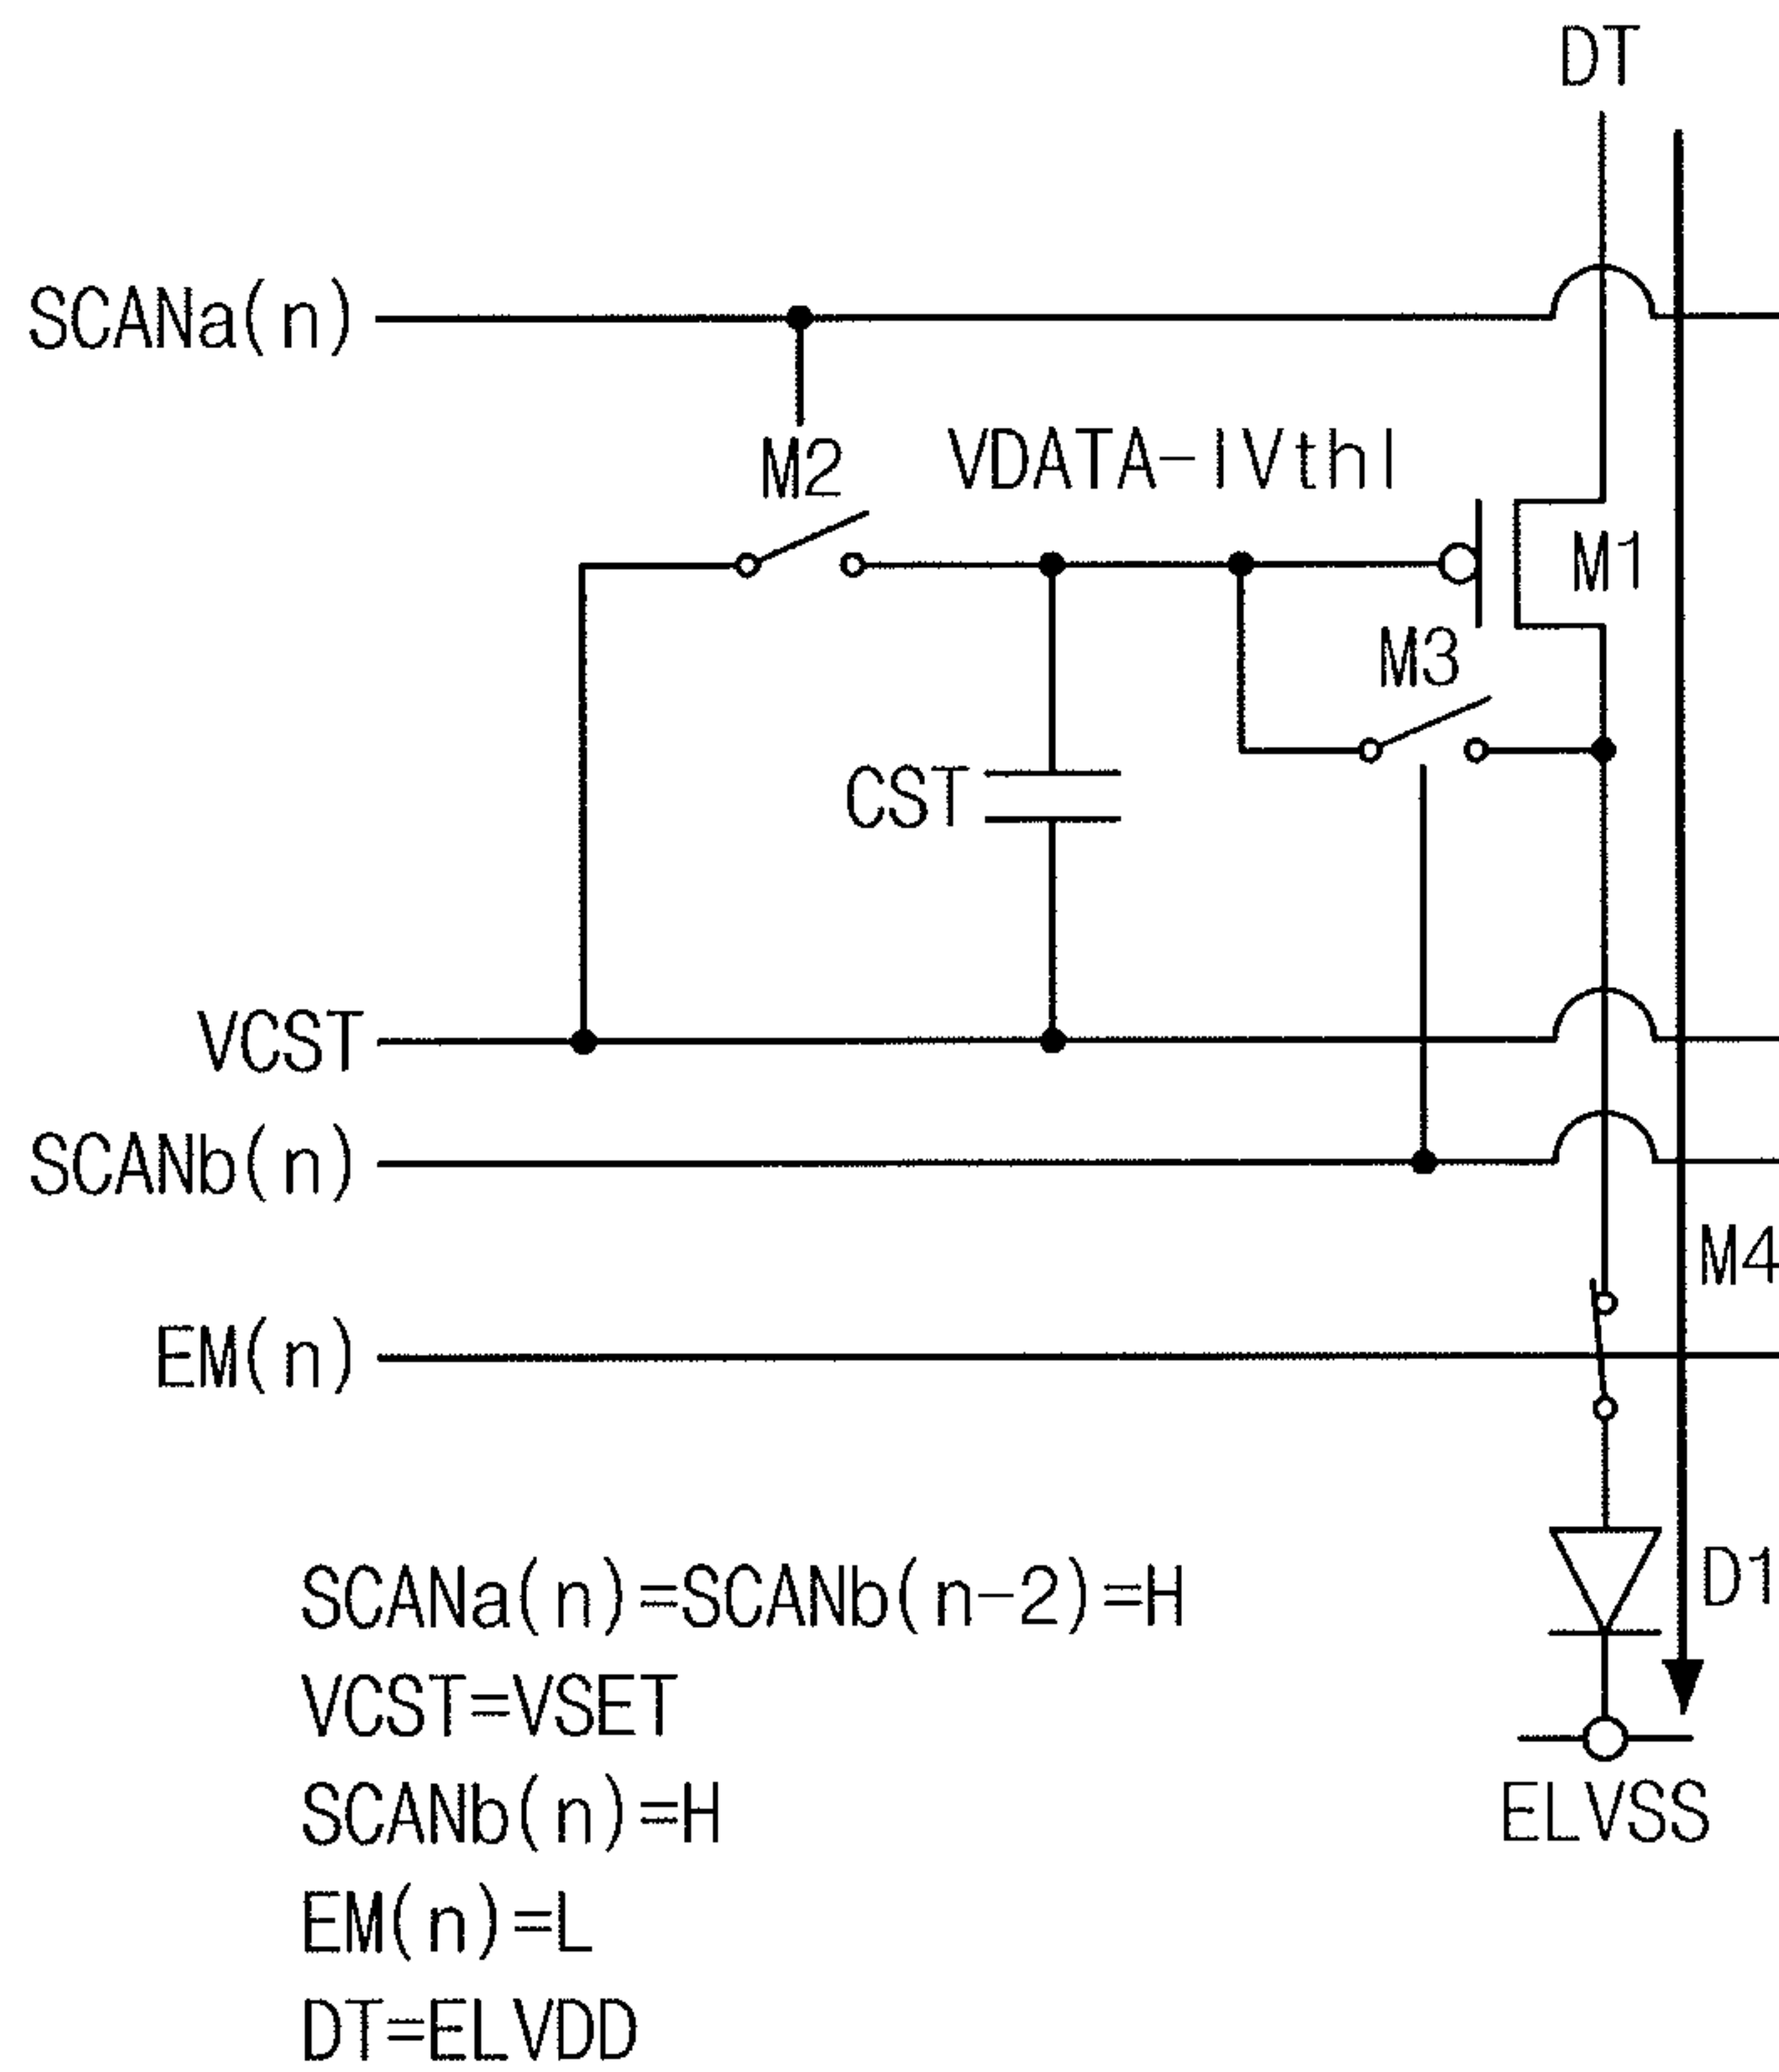 DT
SCANa(n)
M2
VDATA-|Vth|
M1
M3
CST
VCST
SCANb(n)
M4
EM(n)
D1
SCANa(n)=SCANb(n-2)=H
VCST=VSET
SCANb(n)=H
ELVSS
EM(n)=L
DT=ELVDD